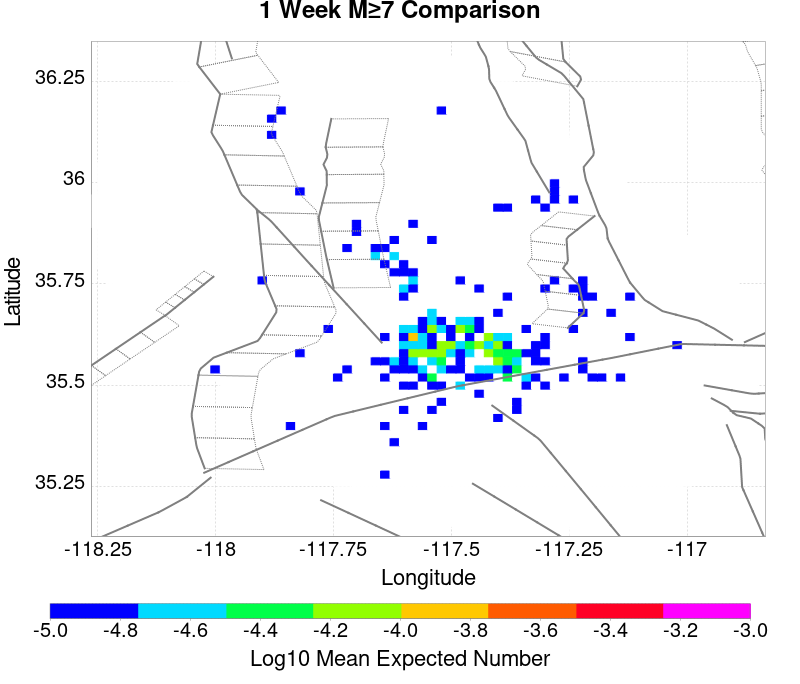 1 Week M≥7 Comparison
36.25
36
35.75
35.5
35.25
Latitude
-118.25 -118 -117.75 -117.5 -117.25 -117
Longitude
-5.0 -4.8 -4.6 -4.4 -4.2 -4.0 -3.8 -3.6 -3.4 -3.2 -3.0
Log10 Mean Expected Number